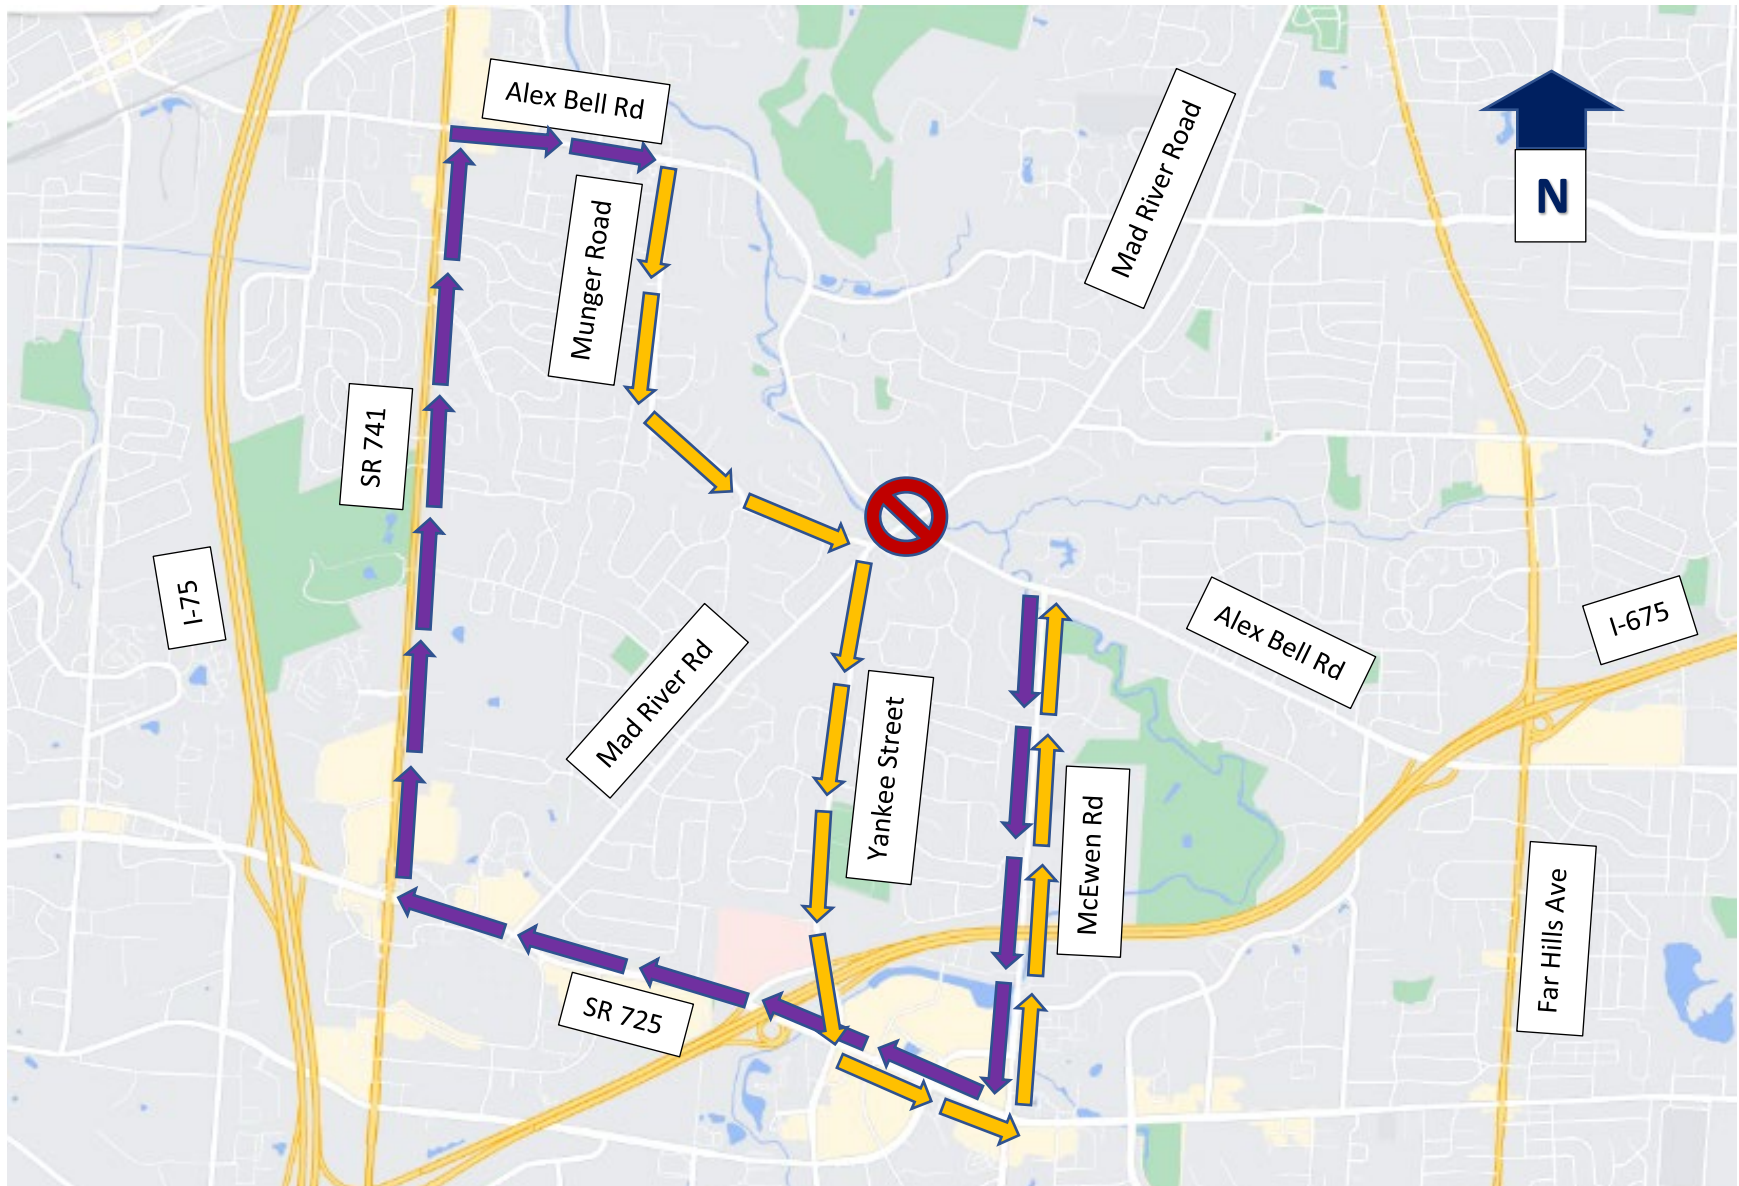 Alex Bell Rd
Mad River Road
N
Munger Road
SR 741
I-75
I-675
Alex Bell Rd
Mad River Rd
Yankee Street
McEwen Rd
Far Hills Ave
SR 725